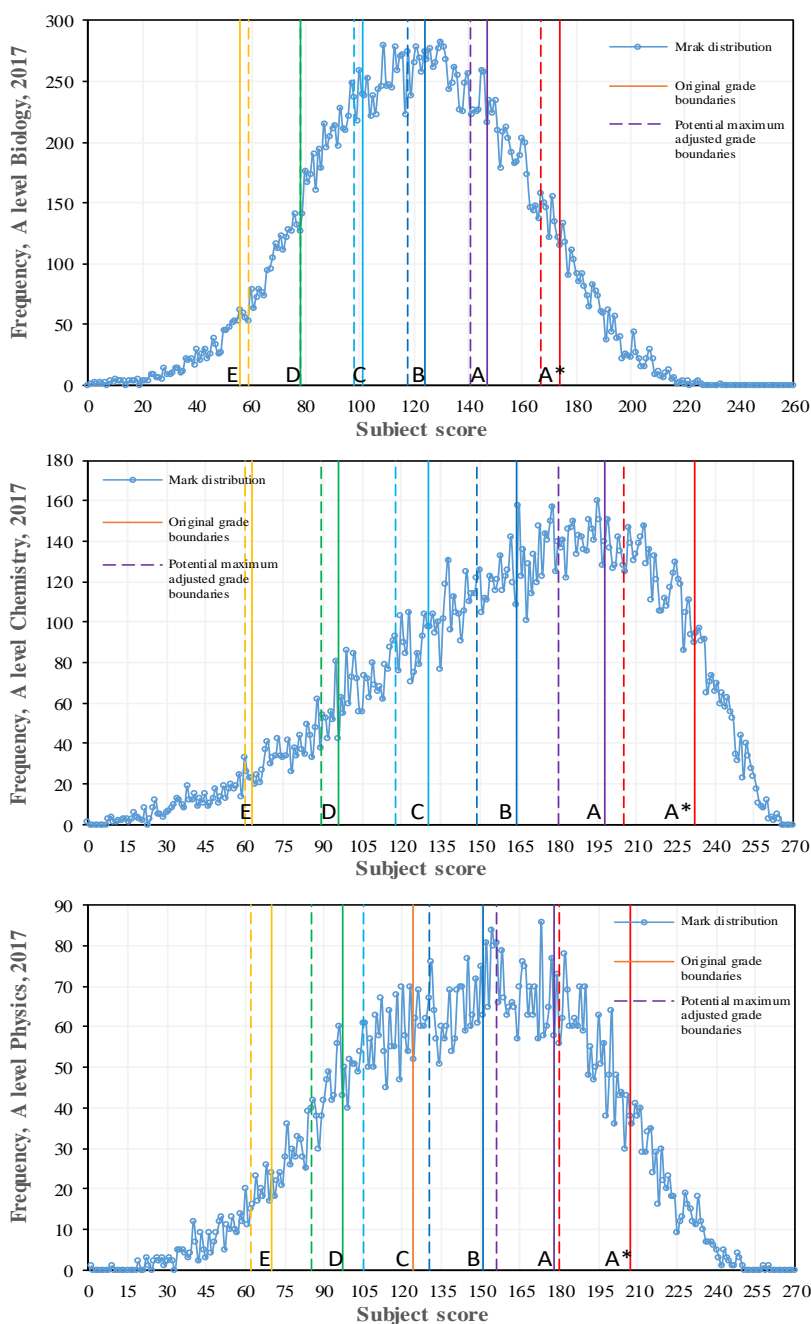 Frequency, A level Biology, 2017
300
250
200
150
100
50
0
Mrak distribution
Original grade
boundaries
Potential maximum
adjusted grade
boundaries
E D C B A A*
0 20 40 60 80 100 120 140 160 180 200 220 240 260
Subject score
Frequency, A level Chemistry, 2017
180
160
140
120
100
80
60
40
20
0
Mark distribution
Original grade
boundaries
Potential maximum
adjusted grade
boundaries
E D C B A A*
0 15 30 45 60 75 90 105 120 135 150 165 180 195 210 225 240 255 270
Subject score
Frequency, A level Physics, 2017
90
80
70
60
50
40
30
20
10
0
Mark distribution
Original grade
boundaries
Potential maximum
adjusted grade
boundaries
E D C B A A*
0 15 30 45 60 75 90 105 120 135 150 165 180 195 210 225 240 255 270
Subject score